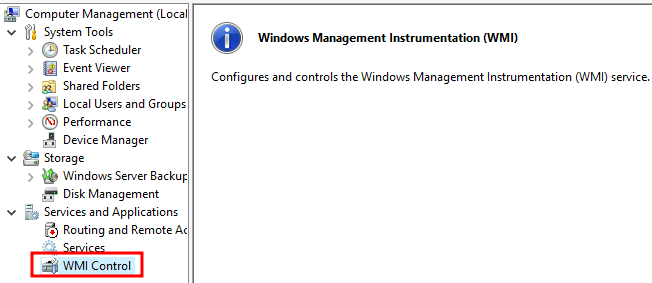 Computer Management (Local
System Tools
Task Scheduler
Event Viewer
Shared Folders
Local Users and Groups
Performance
Device Manager
Storage
Windows Server Backup
Disk Management
Services and Applications
Routing and Remote Ac
Services
WMI Control
Windows Management Instrumentation (WMI)
Configures and controls the Windows Management Instrumentation (WMI) service.